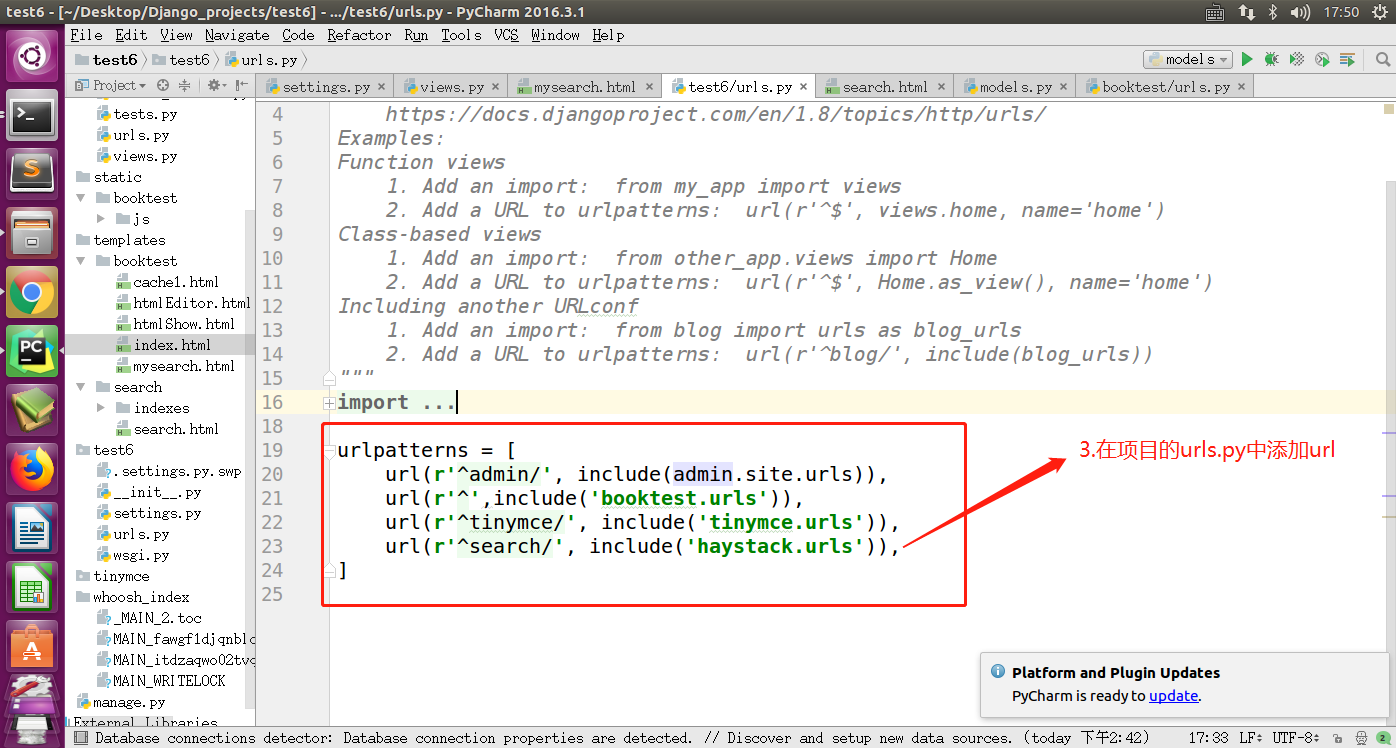 test6 - [~/Desktop/Django_projects/test6] - .../test6/urls.py - PyCharm 2016.3.1
17:50
File Edit View Navigate Code Refactor Run Tools VCS Window Help
test6 test6 urls.py
models
Project
settings.py views.py mysearch.html test6/urls.py search.html models.py booktest/urls.py
tests.py
urls.py
views.py
static
booktest
js
templates
booktest
cache1.html
htmlEditor.html
htmlShow.html
index.html
mysearch.html
search
indexes
search.html
test6
.settings.py.swp
__init__.py
settings.py
urls.py
wsgi.py
tinymce
whoosh_index
_MAIN_2.toc
MAIN_fawgf1djqnblc
MAIN_itdzaqwo02tvq
MAIN_WRITELOCK
manage.py
External Libraries
4 https://docs.djangoproject.com/en/1.8/topics/http/urls/
5 Examples:
6 Function views
7 1. Add an import:  from my_app import views
8 2. Add a URL to urlpatterns:  url(r'^$', views.home, name='home')
9 Class-based views
10 1. Add an import:  from other_app.views import Home
11 2. Add a URL to urlpatterns:  url(r'^$', Home.as_view(), name='home')
12 Including another URLconf
13 1. Add an import:  from blog import urls as blog_urls
14 2. Add a URL to urlpatterns:  url(r'^blog/', include(blog_urls))
15 """
16 import ...
18
19 urlpatterns = [
20 url(r'^admin/', include(admin.site.urls)),
21 url(r'^',include('booktest.urls')),
22 url(r'^tinymce/', include('tinymce.urls')),
23 url(r'^search/', include('haystack.urls')),
24 ]
25
3.在项目的urls.py中添加url
Platform and Plugin Updates
PyCharm is ready to update.
Database connections detector: Database connection properties are detected. // Discover and setup new data sources. (today 下午2:42)
17:33 LF UTF-8 2